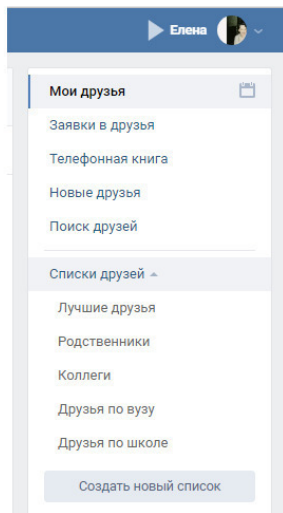 Елена
Мои друзья
Заявки в друзья
Телефонная книга
Новые друзья
Поиск друзей
Списки друзей
Лучшие друзья
Родственники
Коллеги
Друзья по вузу
Друзья по школе
Создать новый список